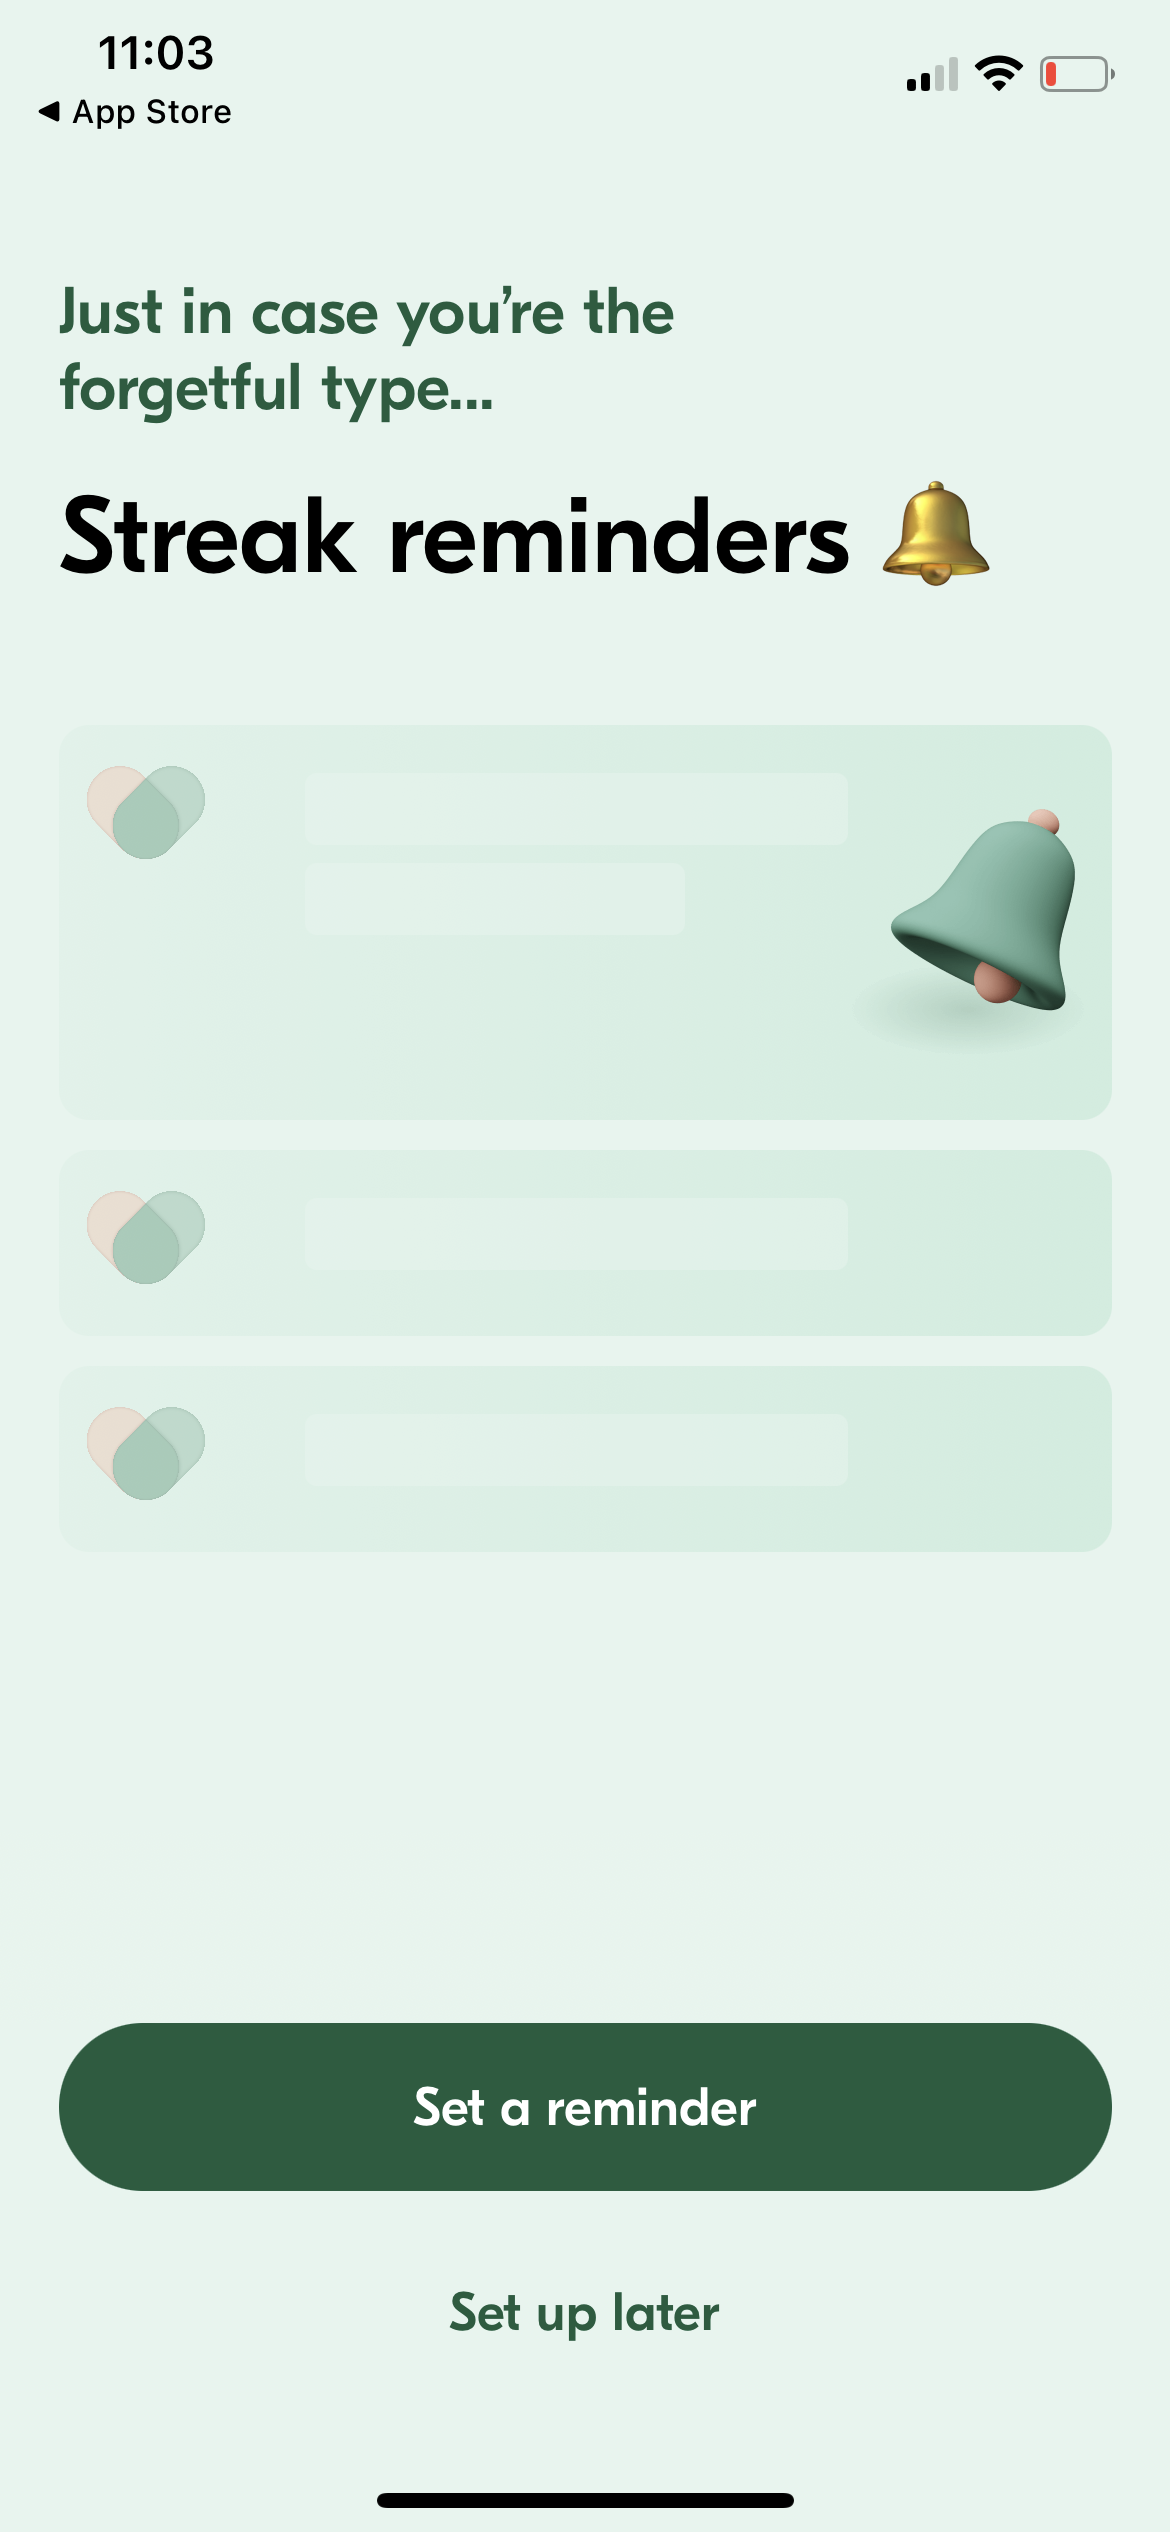 11:03
◀ App Store
Just in case you’re the
forgetful type...
Streak reminders 🔔
Set a reminder
Set up later